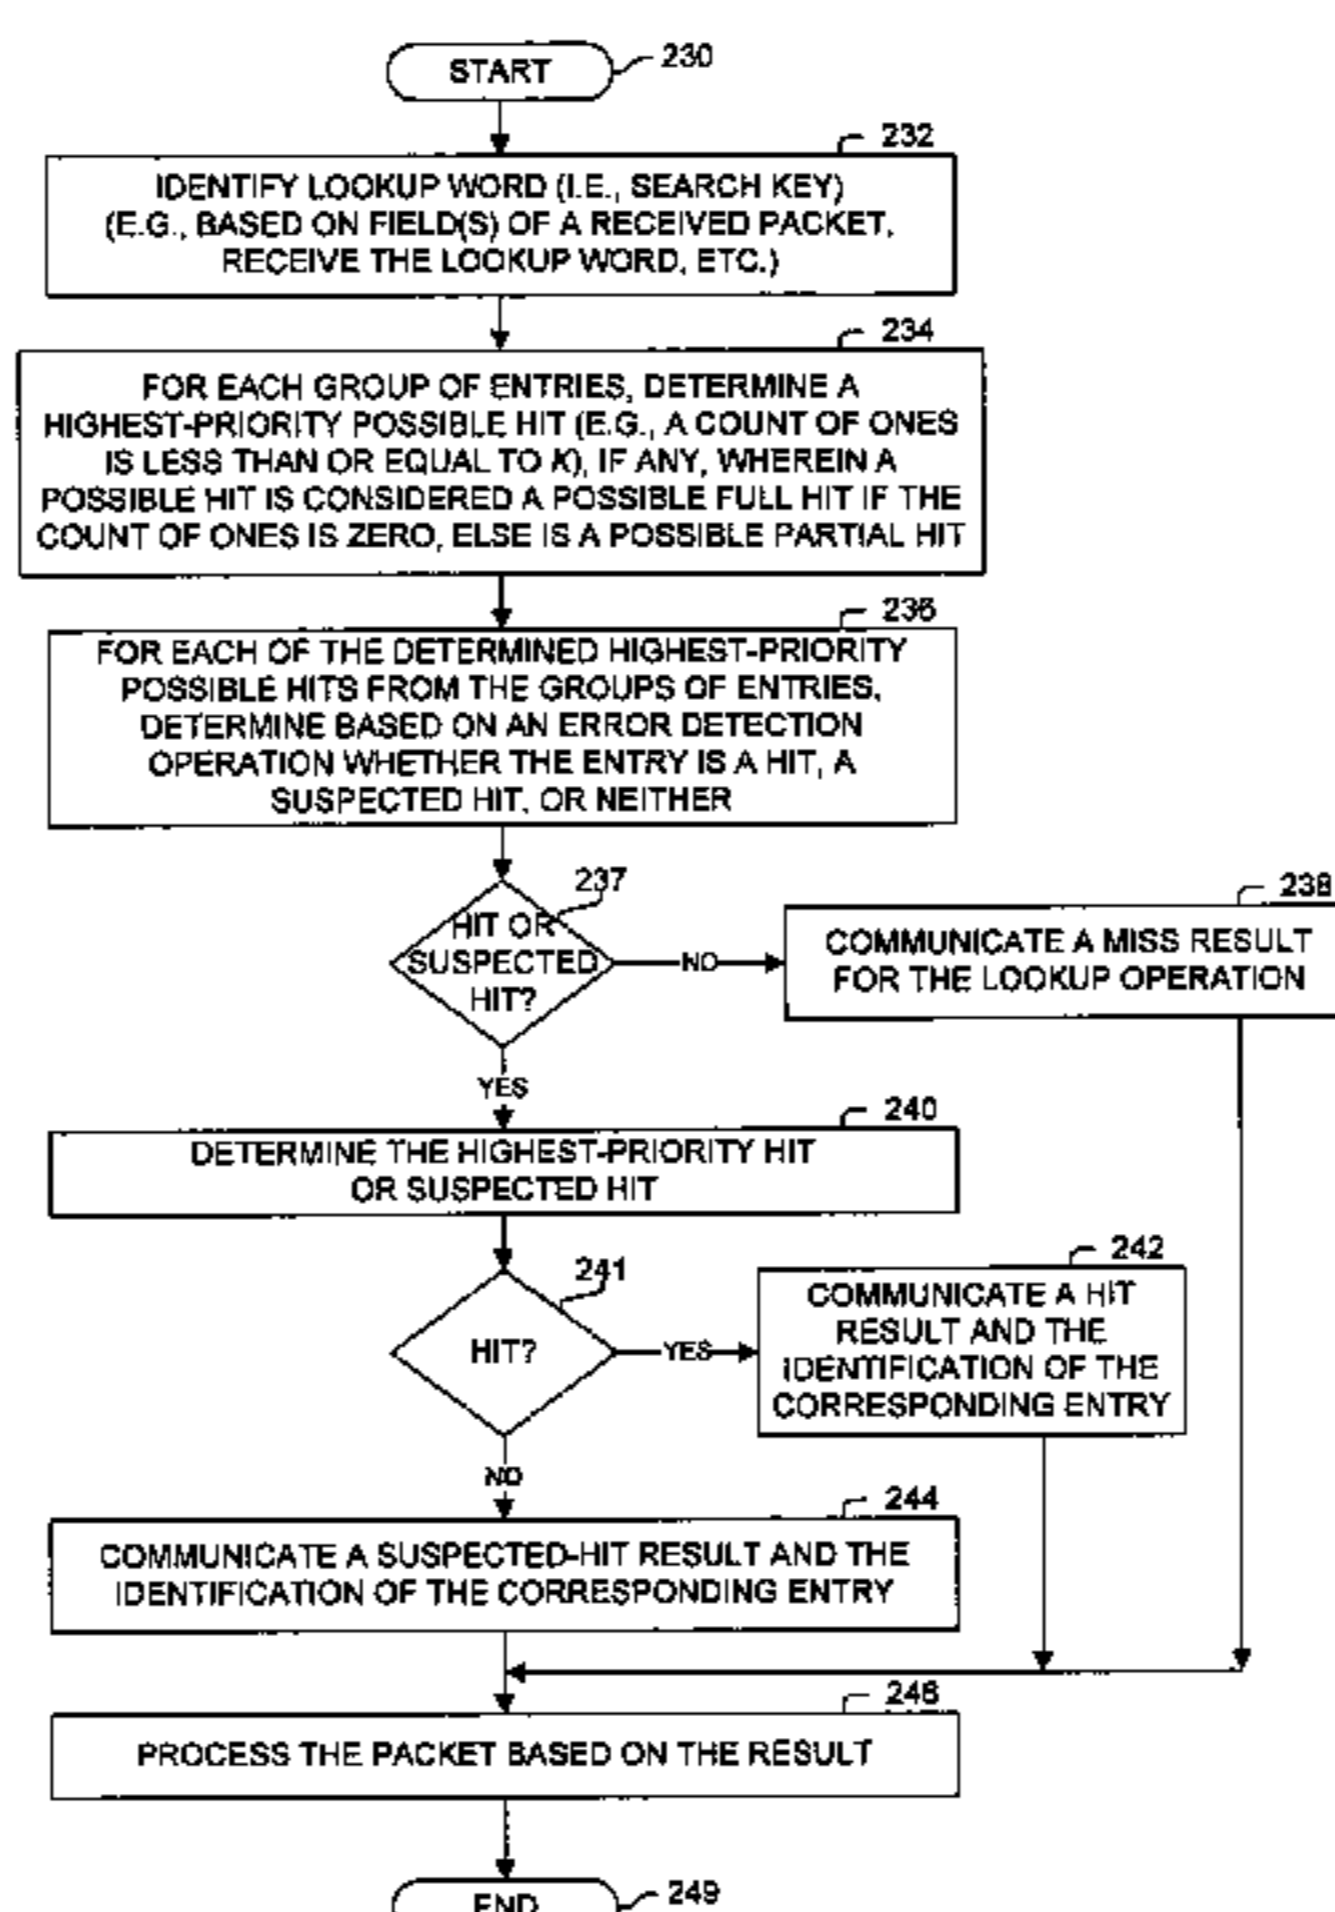 START
230
232
IDENTIFY LOOKUP WORD (I.E., SEARCH KEY)
(E.G., BASED ON FIELD(S) OF A RECEIVED PACKET,
RECEIVE THE LOOKUP WORD, ETC.)
234
FOR EACH GROUP OF ENTRIES, DETERMINE A
HIGHEST-PRIORITY POSSIBLE HIT (E.G., A COUNT OF ONES
IS LESS THAN OR EQUAL TO K), IF ANY, WHEREIN A
POSSIBLE HIT IS CONSIDERED A POSSIBLE FULL HIT IF THE
COUNT OF ONES IS ZERO, ELSE IS A POSSIBLE PARTIAL HIT
236
FOR EACH OF THE DETERMINED HIGHEST-PRIORITY
POSSIBLE HITS FROM THE GROUPS OF ENTRIES,
DETERMINE BASED ON AN ERROR DETECTION
OPERATION WHETHER THE ENTRY IS A HIT, A
SUSPECTED HIT, OR NEITHER
237
HIT OR
SUSPECTED
HIT?
NO
238
COMMUNICATE A MISS RESULT
FOR THE LOOKUP OPERATION
YES
240
DETERMINE THE HIGHEST-PRIORITY HIT
OR SUSPECTED HIT
241
HIT?
YES
242
COMMUNICATE A HIT
RESULT AND THE
IDENTIFICATION OF THE
CORRESPONDING ENTRY
NO
244
COMMUNICATE A SUSPECTED-HIT RESULT AND THE
IDENTIFICATION OF THE CORRESPONDING ENTRY
246
PROCESS THE PACKET BASED ON THE RESULT
END
249